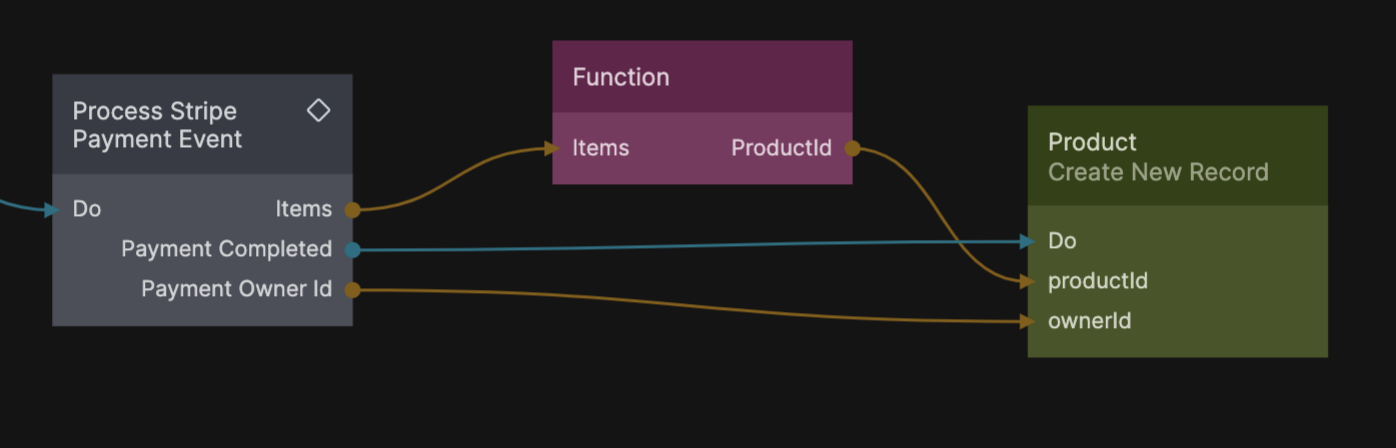 Process Stripe
Payment Event
Do
Items
Payment Completed
Payment Owner Id
Function
Items
ProductId
Product
Create New Record
Do
productId
ownerId